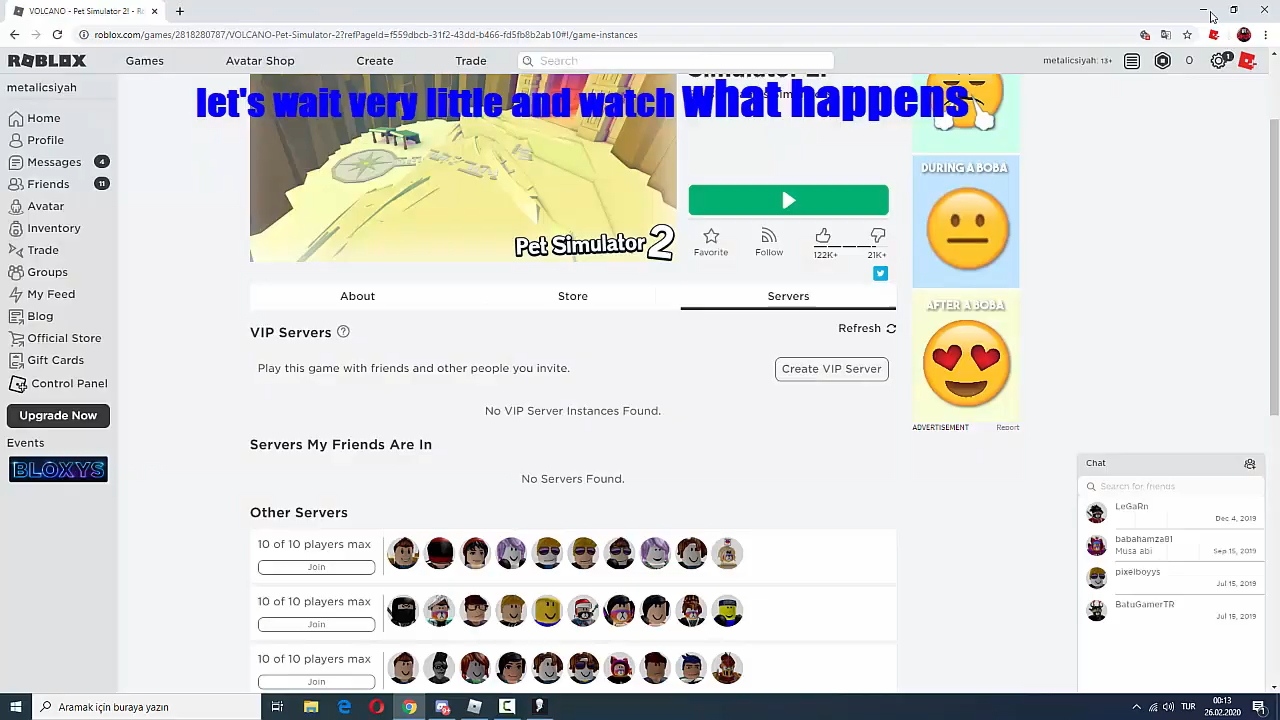 VOLCANO - Pet Simulator 2! - Ro
roblox.com/games/2818280787/VOLCANO-Pet-Simulator-2?refPageId=f559dbcb-31f2-43dd-b466-fd5fb8b2ab10#!/game-instances
ROBLOX Games Avatar Shop Create Trade Search metalicsiyah: 13+ 0 1
metalicsiyah
let's wait very little and watch what happens
Home
Profile
Messages 4
Friends 11
Avatar
Inventory
Trade
Groups
My Feed
Blog
Official Store
Gift Cards
Control Panel
Upgrade Now
Events
BLOXYS
Pet Simulator 2
Simulator 2!
Favorite Follow 122K+ 21K+
About Store Servers
VIP Servers
Refresh
Play this game with friends and other people you invite.
Create VIP Server
No VIP Server Instances Found.
Servers My Friends Are In
No Servers Found.
Other Servers
10 of 10 players max
Join
10 of 10 players max
Join
10 of 10 players max
Join
DURING A BOBA
AFTER A BOBA
ADVERTISEMENT Report
Chat
Search for friends
LeGaRn
Dec 4, 2019
babahamza81
Musa abi Sep 15, 2019
pixelboyys
Jul 15, 2019
BatuGamerTR
Jul 15, 2019
Aramak için buraya yazın
TUR
00:13
26.02.2020